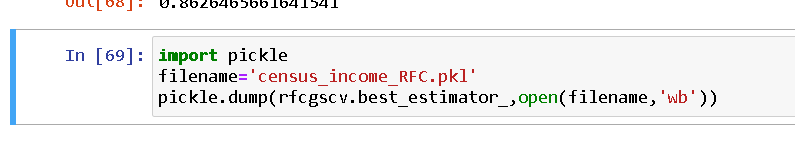 Out[68]: 0.8626465661641541
In [69]: import pickle
filename='census_income_RFC.pkl'
pickle.dump(rfcgscv.best_estimator_,open(filename,'wb'))